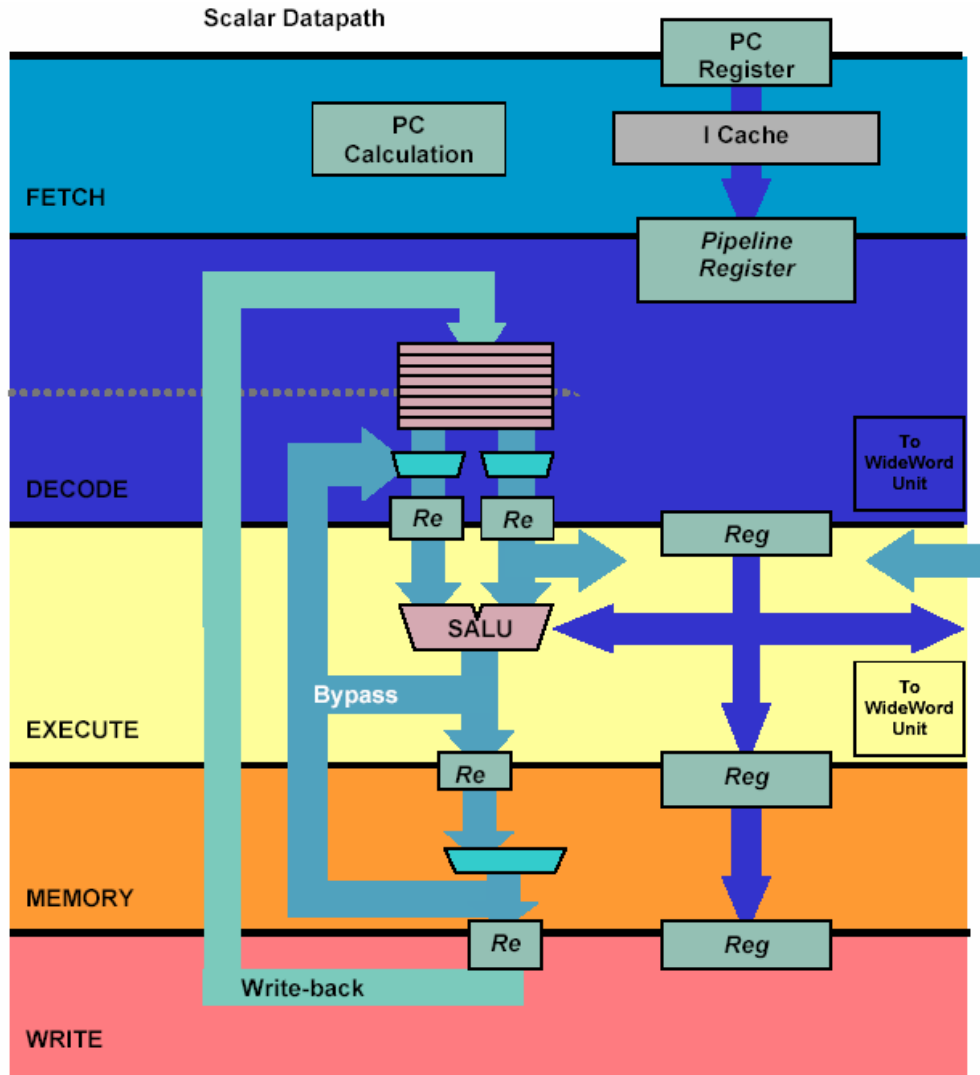 Scalar Datapath
PC
Register
PC
Calculation
I Cache
FETCH
Pipeline
Register
To
WideWord
Unit
DECODE
Re
Re
Reg
SALU
Bypass
To
WideWord
Unit
EXECUTE
Re
Reg
MEMORY
Re
Reg
Write-back
WRITE